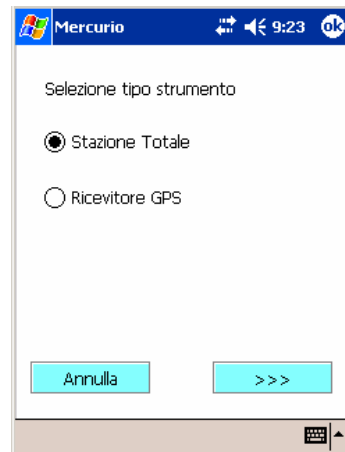 Mercurio 9:23 ok
Selezione tipo strumento
Stazione Totale
Ricevitore GPS
Annulla >>>